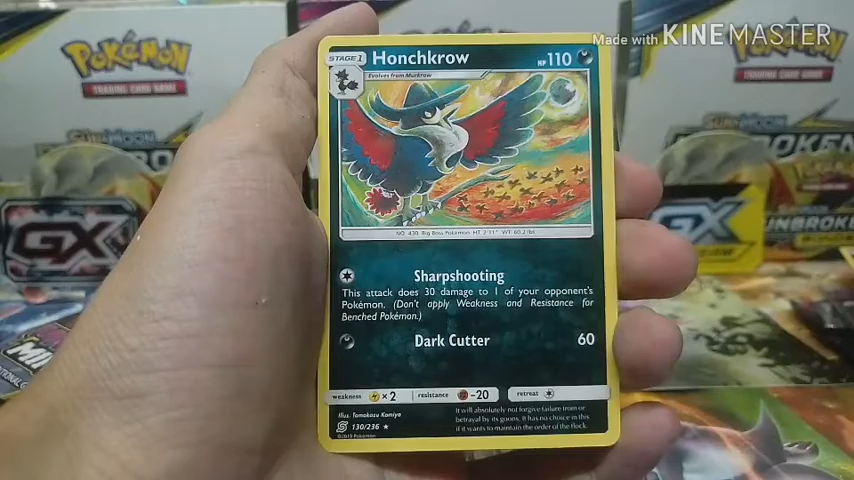 Made with KINEMASTER
Pokémon
TRADING CARD GAME
STAGE 1
Honchkrow
HP 110
Evolves from Murkrow
NO. 430 Big Boss Pokémon HT: 2'11" WT: 60.2 lbs
Sharpshooting
This attack does 30 damage to 1 of your opponent's
Pokémon. (Don't apply Weakness and Resistance for
Benched Pokémon.)
Dark Cutter 60
weakness × 2 resistance -20 retreat
Illus. Tomokazu Komiya
130/236 ★
©2019 Pokémon
It will absolutely not forgive failure from or
betrayal by its goons. It has no choice in this
if it wants to maintain the order of the flock.
GX
GX